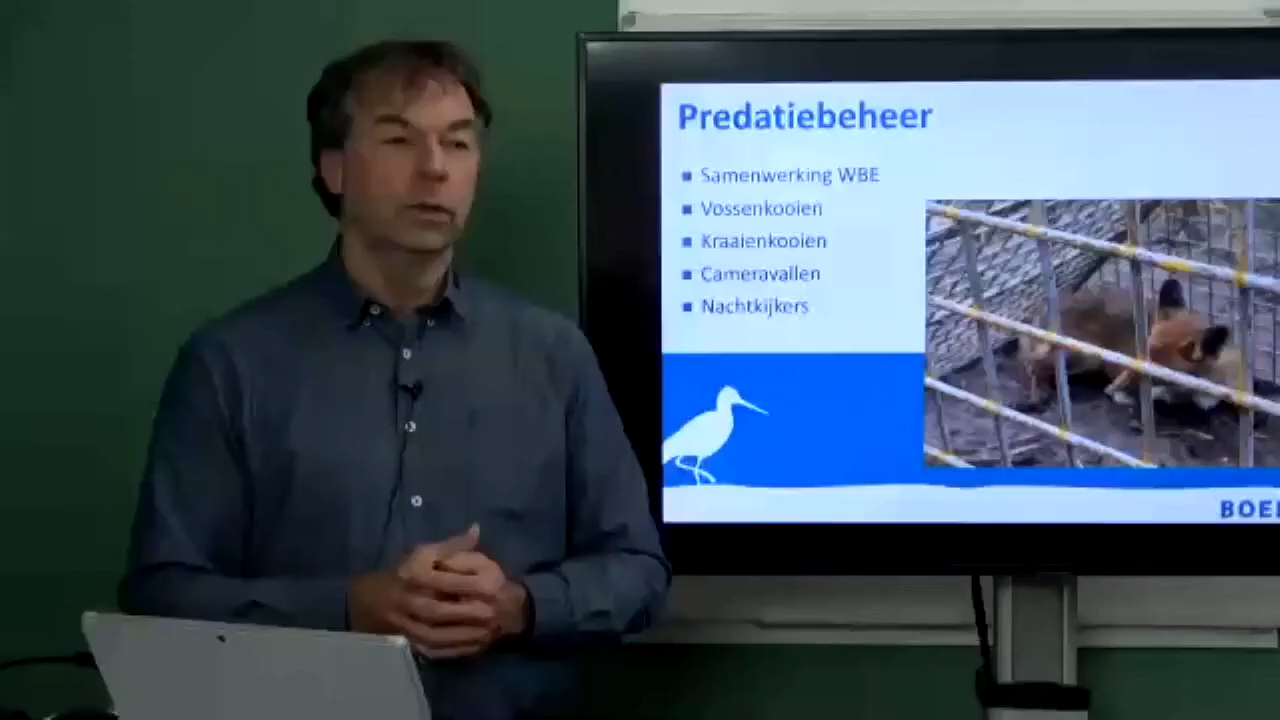 Predatiebeheer
Samenwerking WBE
Vossenkooien
Kraaienkooien
Cameravallen
Nachtkijkers
BOE